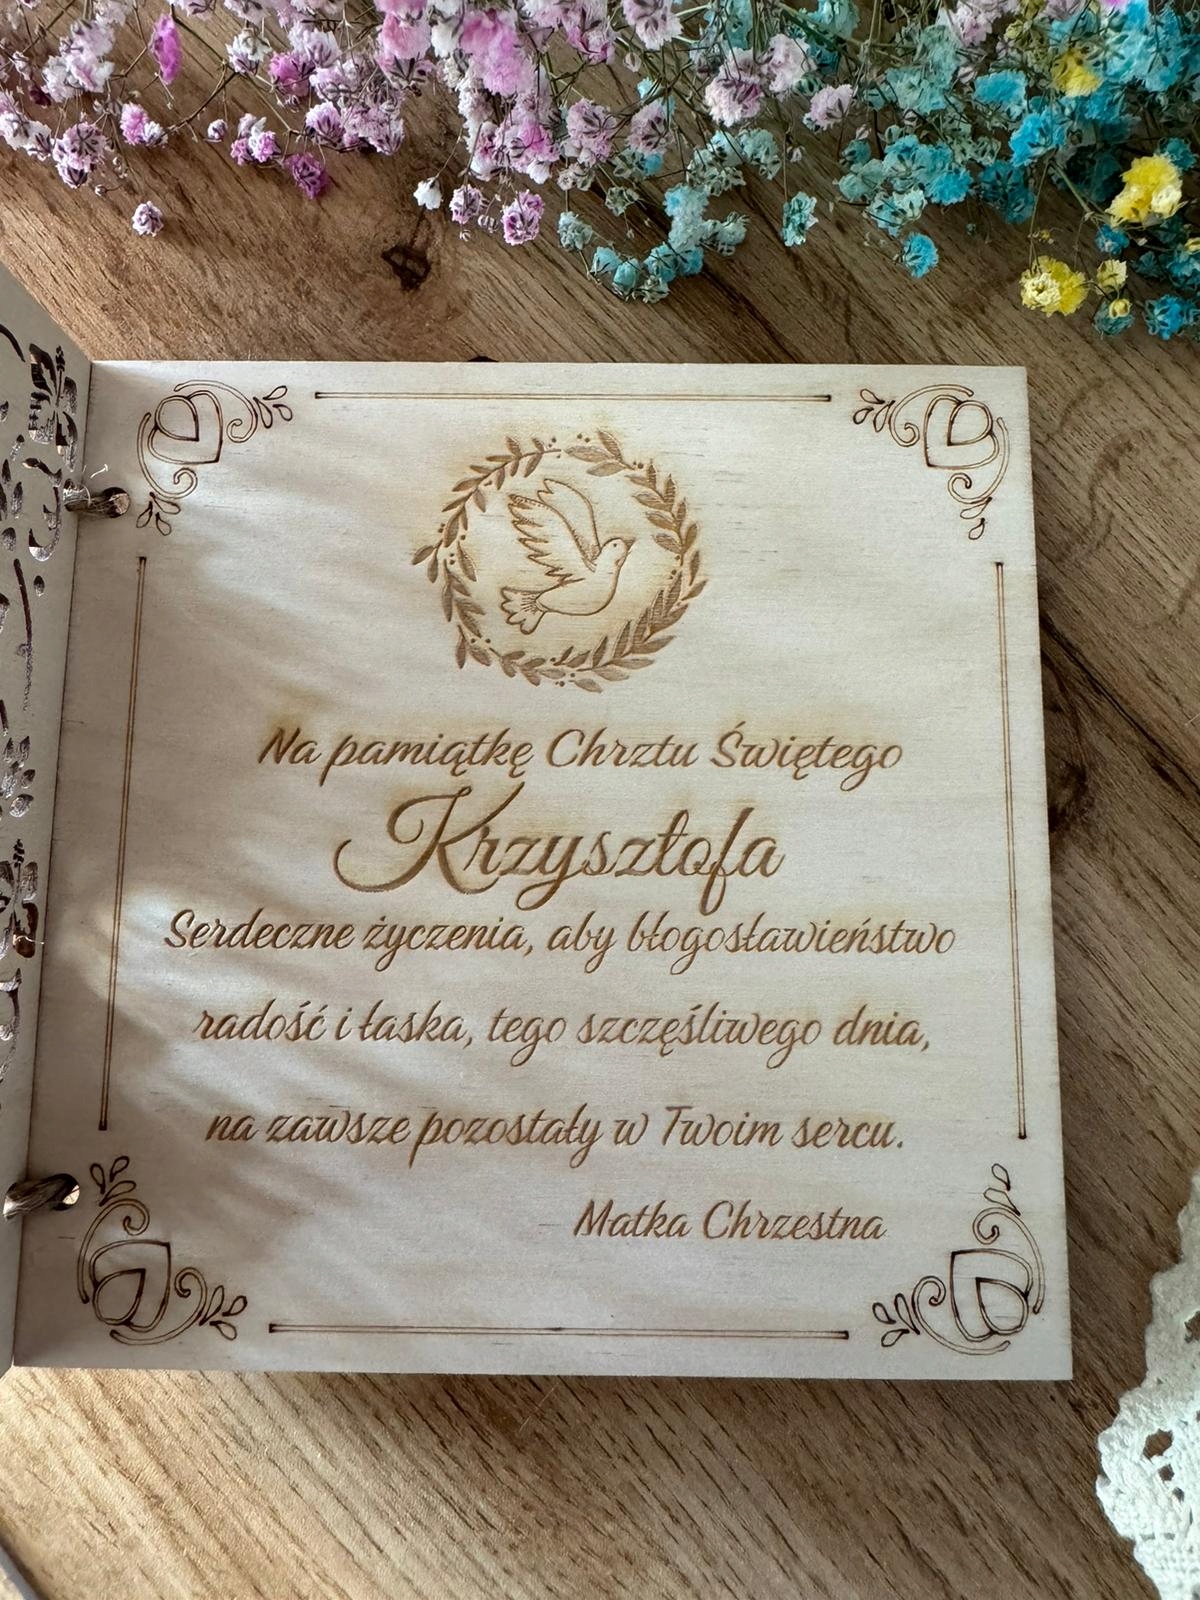 Na pamiątkę Chrztu Świętego
Krzysztofa
Serdeczne życzenia, aby błogosławieństwo
radość i łaska, tego szczęśliwego dnia,
na zawsze pozostały w Twoim sercu.
Matka Chrzestna